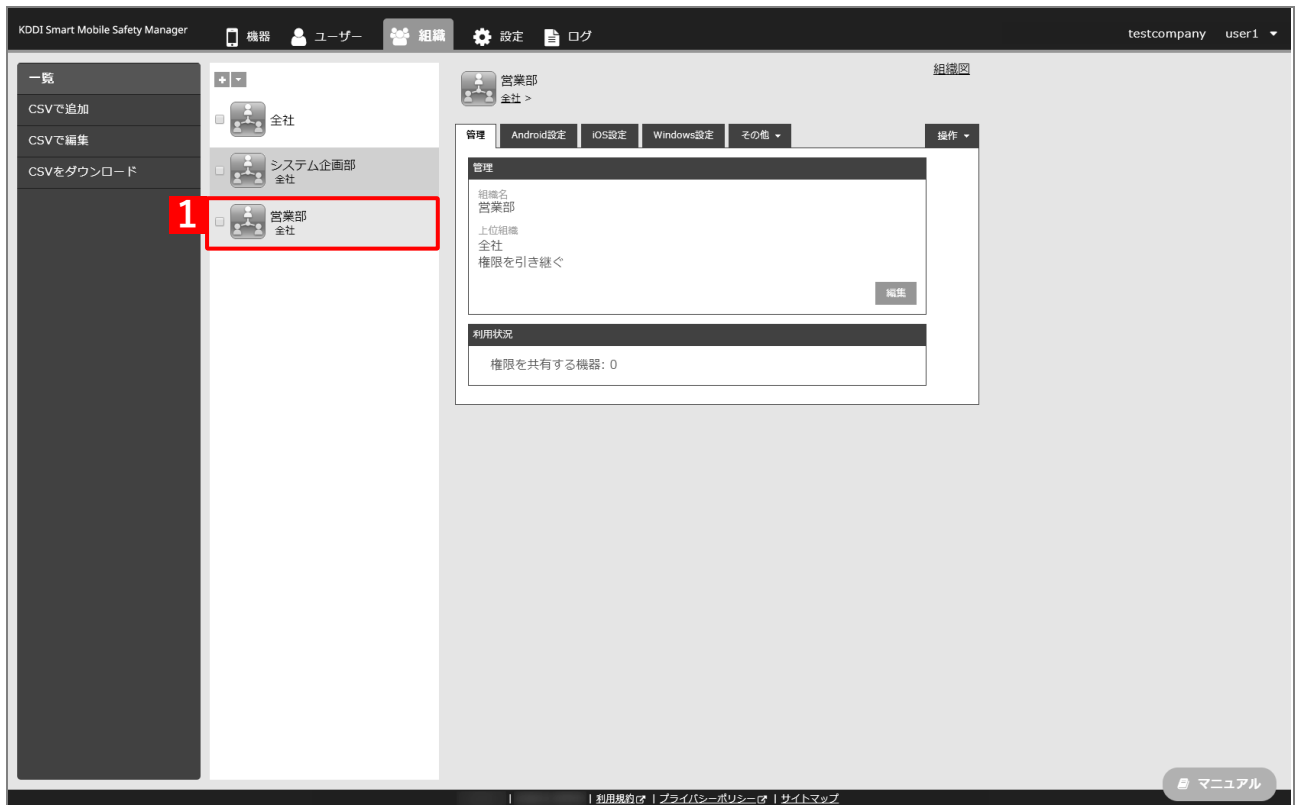 KDDI Smart Mobile Safety Manager
機器
ユーザー
組織
設定
ログ
testcompany
user1
一覧
CSVで追加
CSVで編集
CSVをダウンロード
全社
システム企画部
全社
1
営業部
全社
営業部
全社 >
組織図
管理
Android設定
iOS設定
Windows設定
その他
操作
管理
組織名
営業部
上位組織
全社
権限を引き継ぐ
編集
利用状況
権限を共有する機器: 0
マニュアル
| | 利用規約 | プライバシーポリシー | サイトマップ